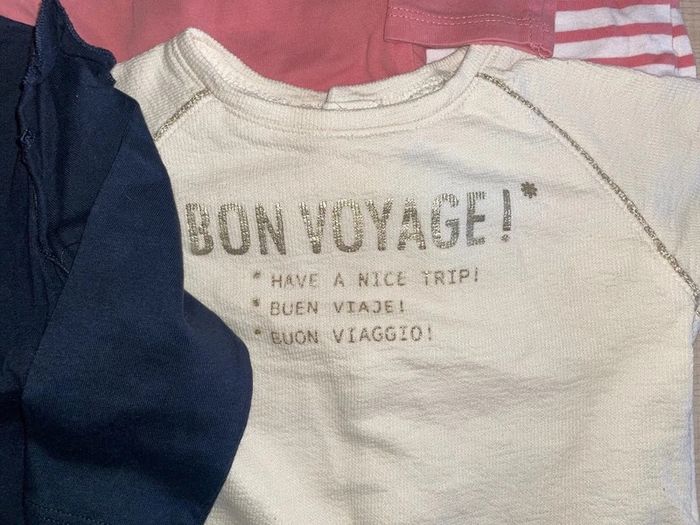 BON VOYAGE!*
* HAVE A NICE TRIP!
* BUEN VIAJE!
* BUON VIAGGIO!